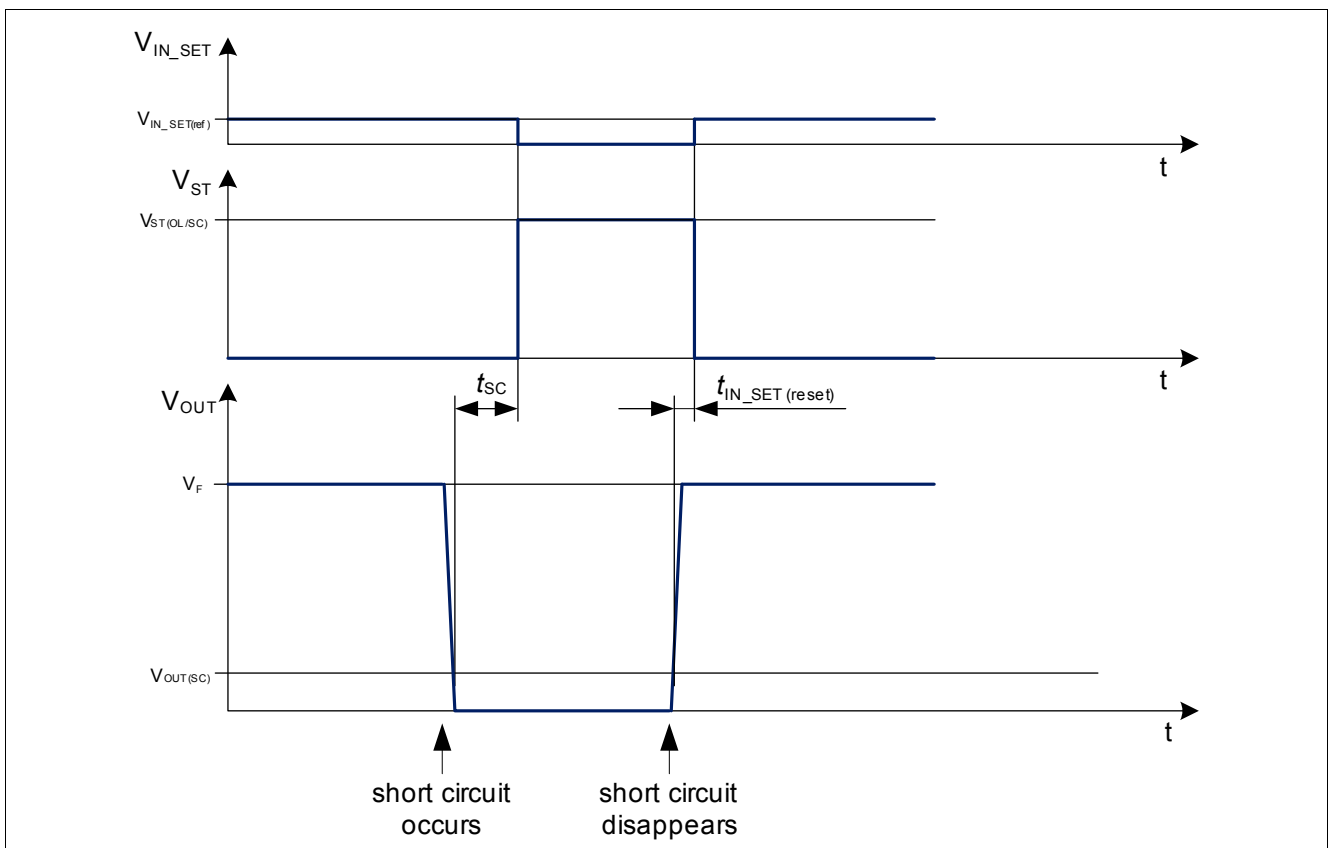 V_IN_SET
V_IN_SET(ref)
t
V_ST
V_ST(OL/SC)
t
t_SC
t_IN_SET (reset)
V_OUT
V_F
V_OUT(SC)
t
short circuit
occurs
short circuit
disappears